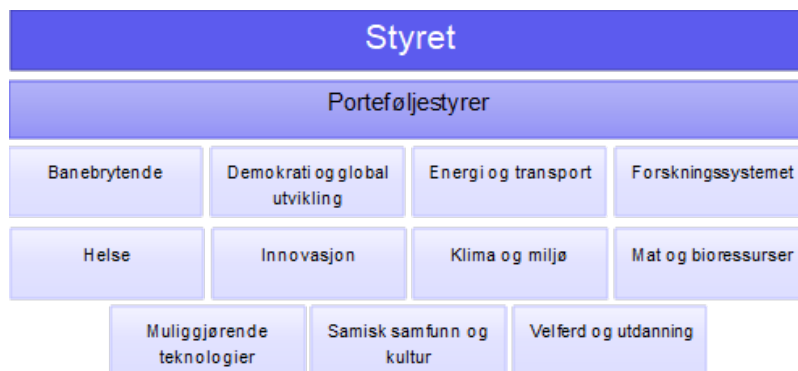 Styret
Porteføljestyrer
Banebrytende
Demokrati og global
utvikling
Energi og transport
Forskningssystemet
Helse
Innovasjon
Klima og miljø
Mat og bioressurser
Muliggjørende
teknologier
Samisk samfunn og
kultur
Velferd og utdanning